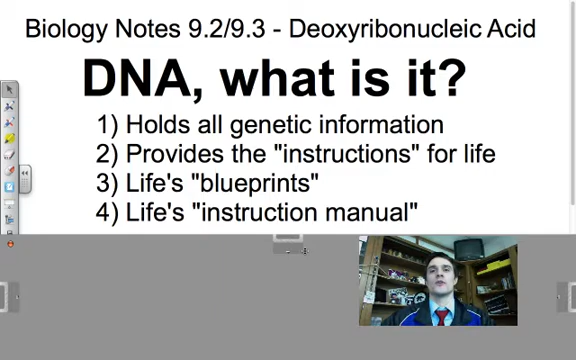 Biology Notes 9.2/9.3 - Deoxyribonucleic Acid
DNA, what is it?
1) Holds all genetic information
2) Provides the "instructions" for life
3) Life's "blueprints"
4) Life's "instruction manual"